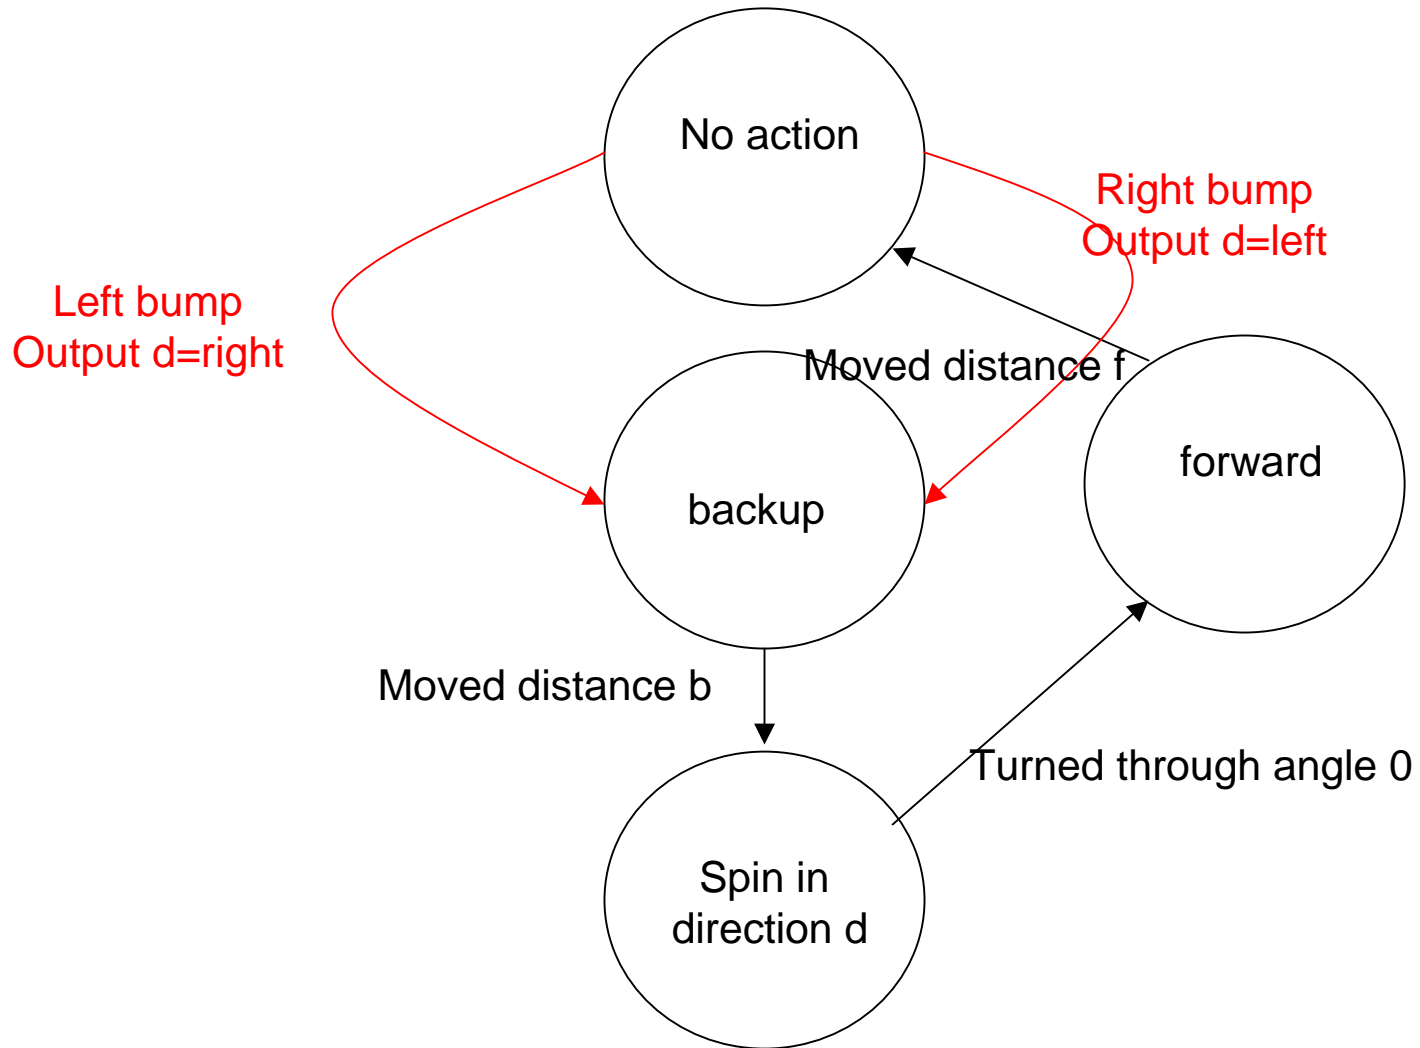 No action
Right bump
Output d=left
Left bump
Output d=right
Moved distance f
forward
backup
Moved distance b
Turned through angle 0
Spin in
direction d